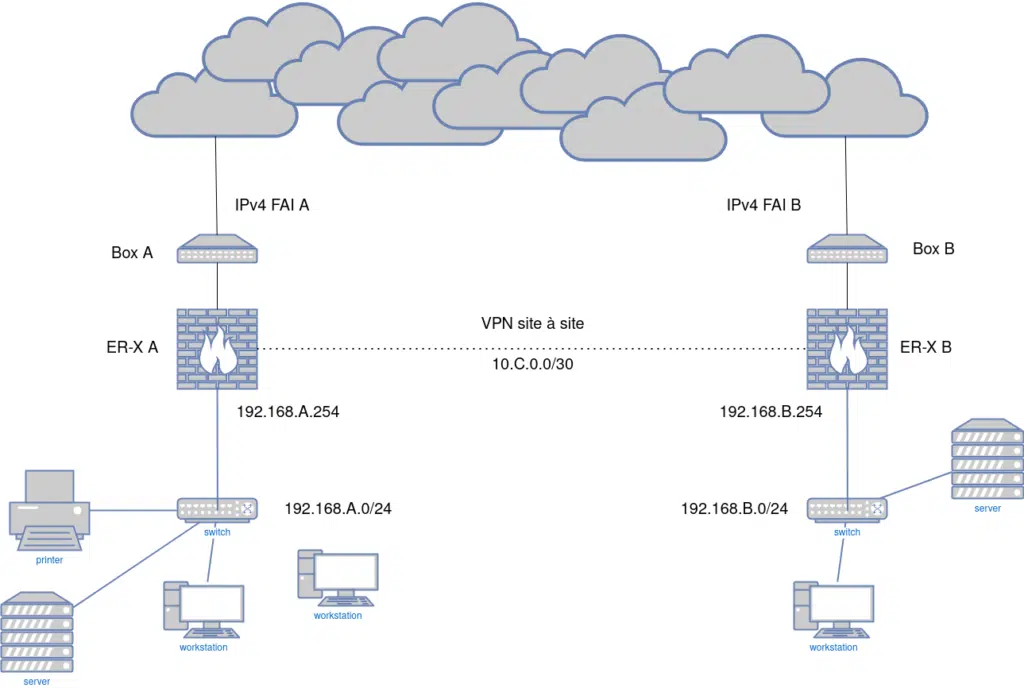 IPv4 FAI A
IPv4 FAI B
Box A
Box B
VPN site à site
ER-X A
ER-X B
10.C.0.0/30
192.168.A.254
192.168.B.254
192.168.A.0/24
192.168.B.0/24
server
switch
switch
printer
workstation
workstation
workstation
server